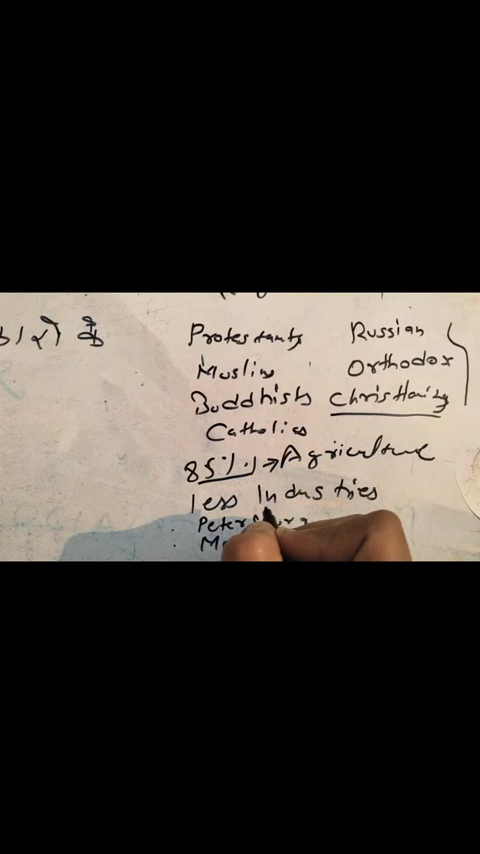 Protestants Russian
Muslim Orthodox
Buddhists Christianity
Catholics
85% → Agriculture
less Industries